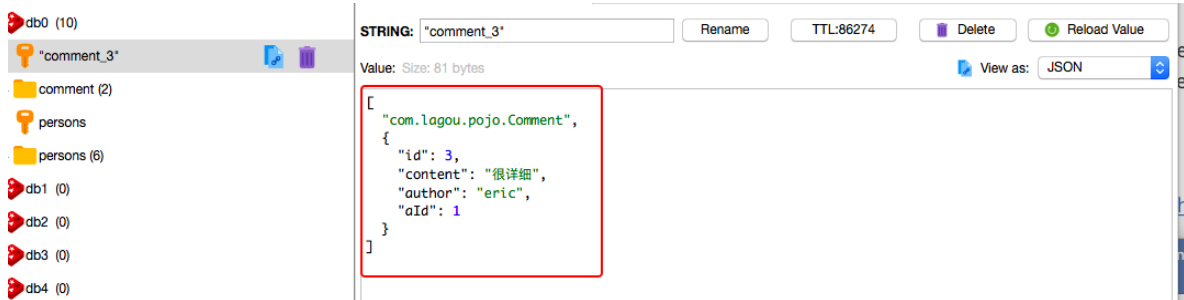 db0 (10)
"comment_3"
comment (2)
persons
persons (6)
db1 (0)
db2 (0)
db3 (0)
db4 (0)
STRING: "comment_3" Rename TTL:86274 Delete Reload Value
Value: Size: 81 bytes View as: JSON
[
"com.lagou.pojo.Comment",
{
"id": 3,
"content": "很详细",
"author": "eric",
"aId": 1
}
]